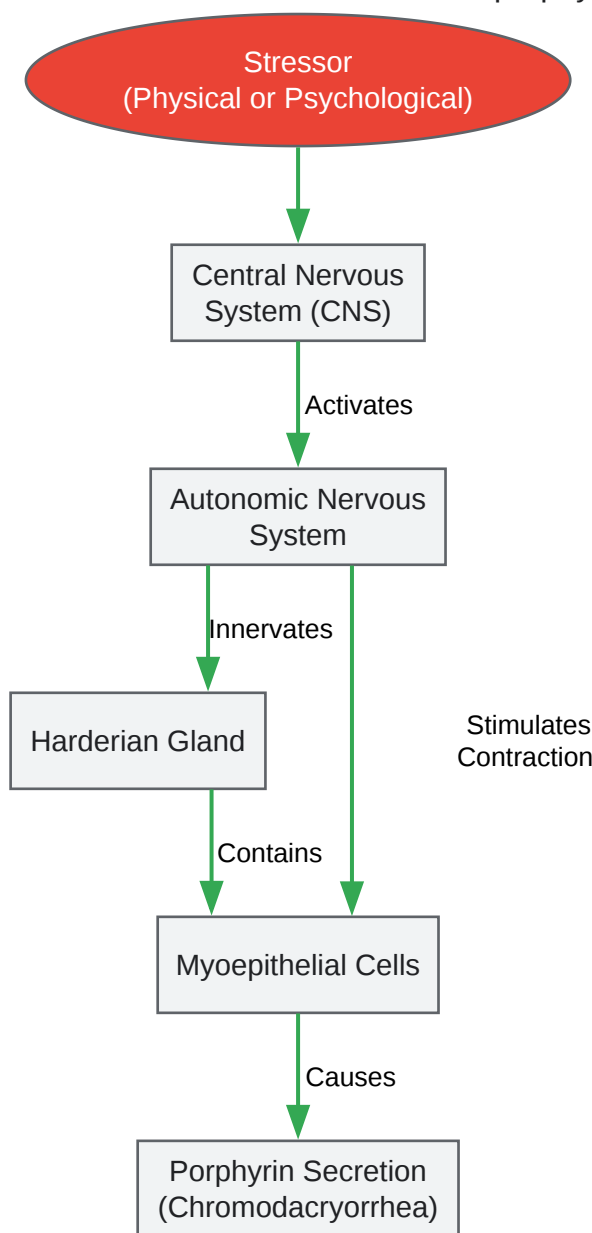 Stressor
(Physical or Psychological)
Central Nervous
System (CNS)
Activates
Autonomic Nervous
System
Innervates
Harderian Gland
Stimulates
Contraction
Contains
Myoepithelial Cells
Causes
Porphyrin Secretion
(Chromodacryorrhea)